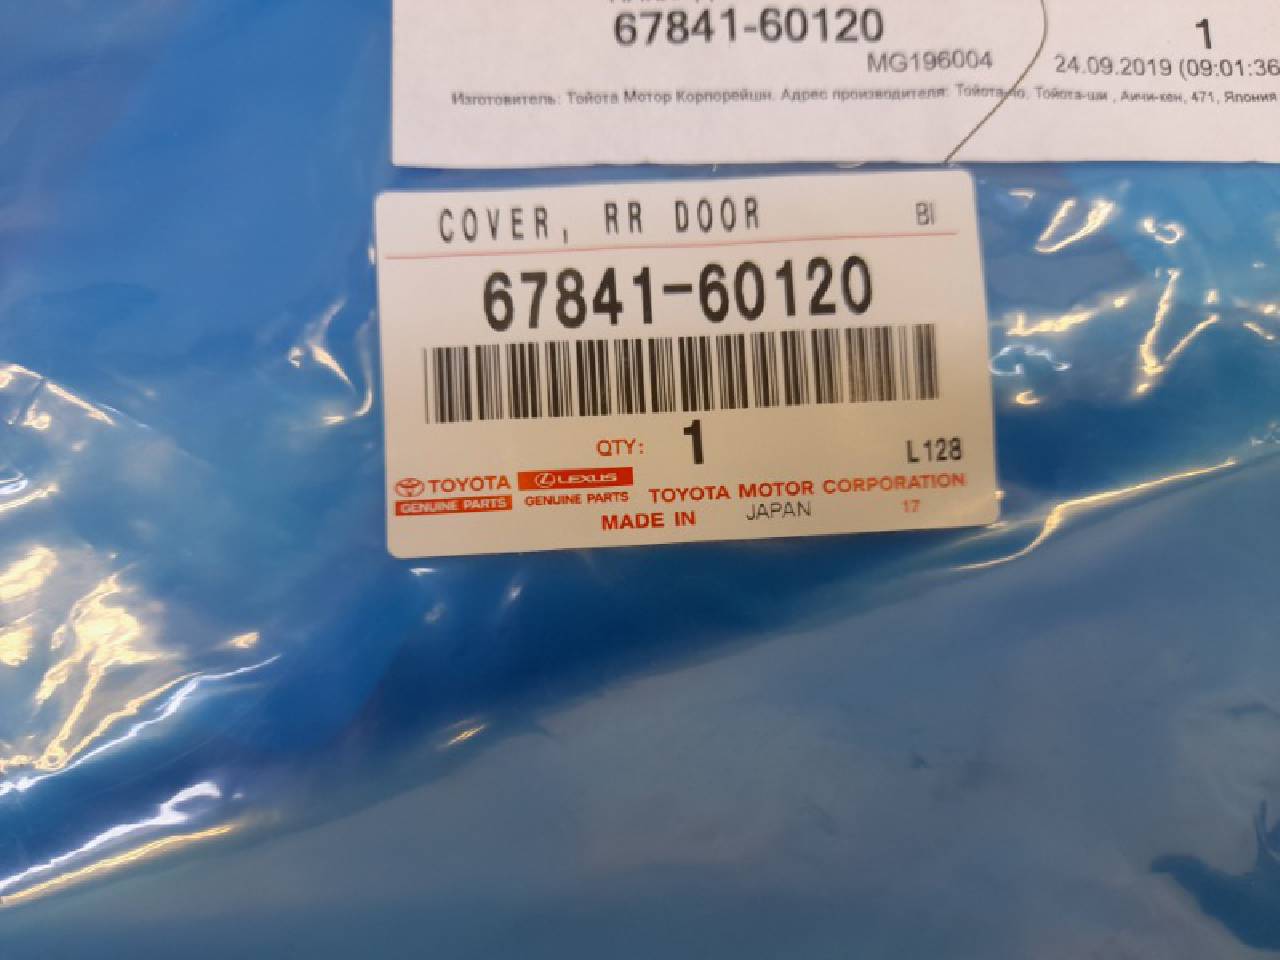 67841-60120
1
MG196004
24.09.2019 (09:01:36
Изготовитель: Тойота Мотор Корпорейшн. Адрес производителя: Тойота-чо, Тойота-ши, Аичи-кен, 471, Япония
COVER, RR DOOR BI
67841-60120
QTY: 1
L128
TOYOTA LEXUS
GENUINE PARTS GENUINE PARTS
TOYOTA MOTOR CORPORATION
MADE IN JAPAN 17